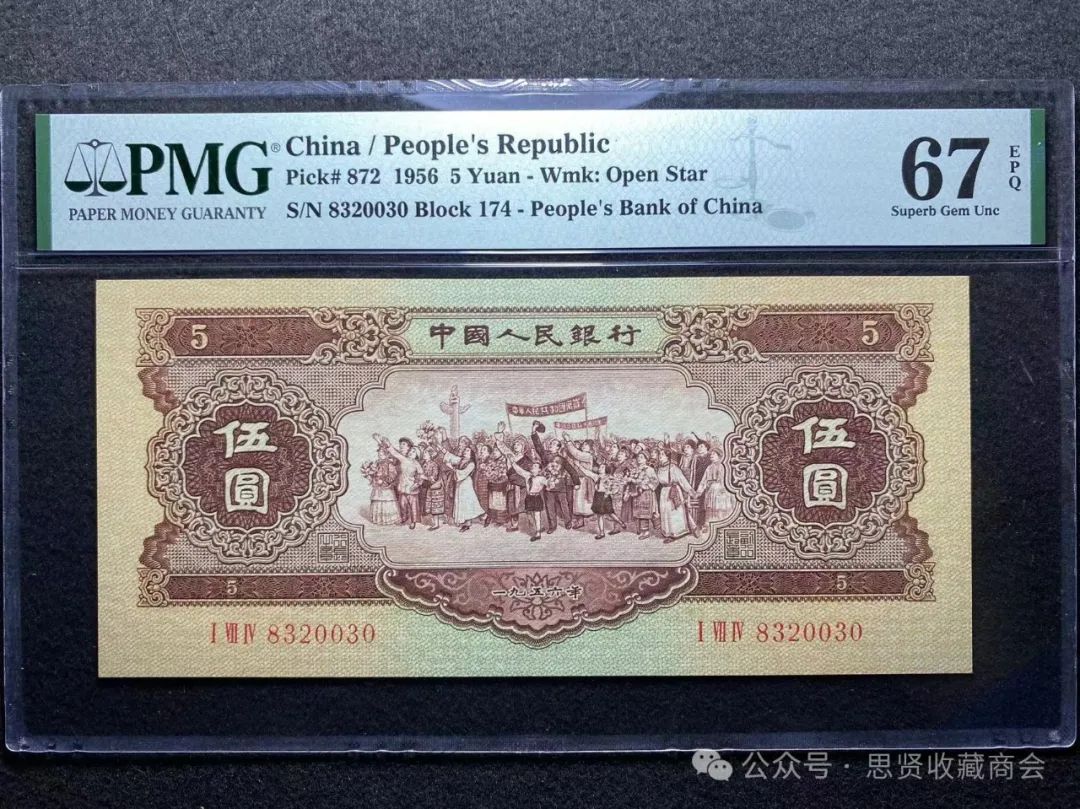 PMG®
PAPER MONEY GUARANTY
China / People's Republic
Pick# 872 1956 5 Yuan - Wmk: Open Star
S/N 8320030 Block 174 - People's Bank of China
67
EPQ
Superb Gem Unc
5
中國人民銀行
5
伍圓
伍圓
5
一九五六年
5
I VII IV 8320030
I VII IV 8320030
公众号 · 思贤收藏商会